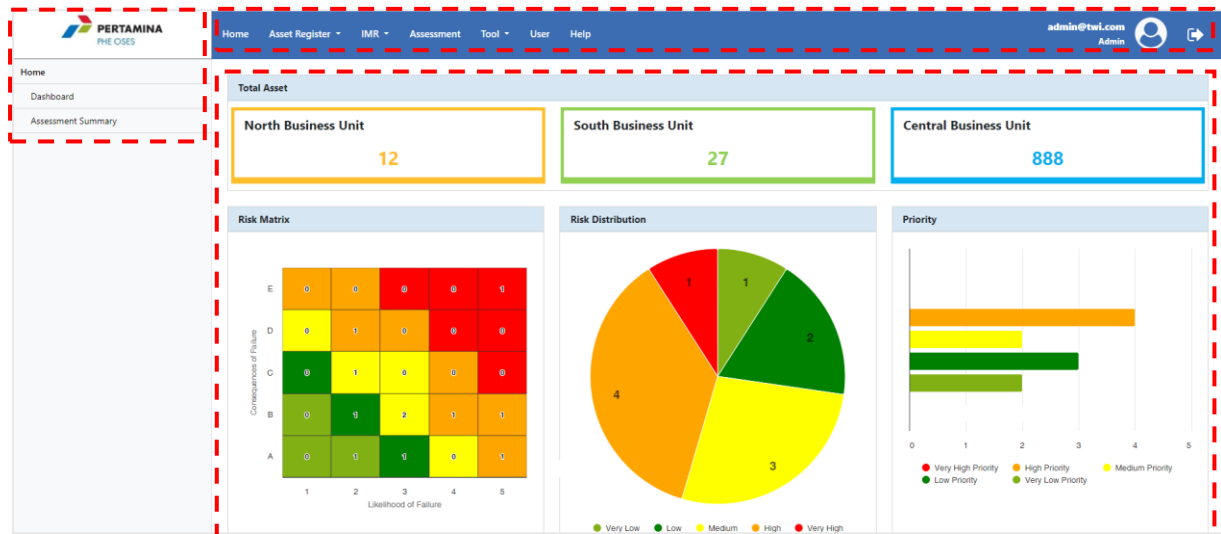 PERTAMINA
PHE OSES
Home Asset Register IMR Assessment Tool User Help
admin@twi.com
Admin
Home
Dashboard
Assessment Summary
Total Asset
North Business Unit
12
South Business Unit
27
Central Business Unit
888
Risk Matrix
Consequences of Failure
E 0 0 0 0 1
D 0 1 0 0 0
C 0 1 0 0 0
B 0 1 2 1 1
A 0 1 1 0 1
1 2 3 4 5
Likelihood of Failure
Risk Distribution
1
1
2
4
3
Very Low Low Medium High Very High
Priority
0 1 2 3 4 5
Very High Priority High Priority Medium Priority
Low Priority Very Low Priority